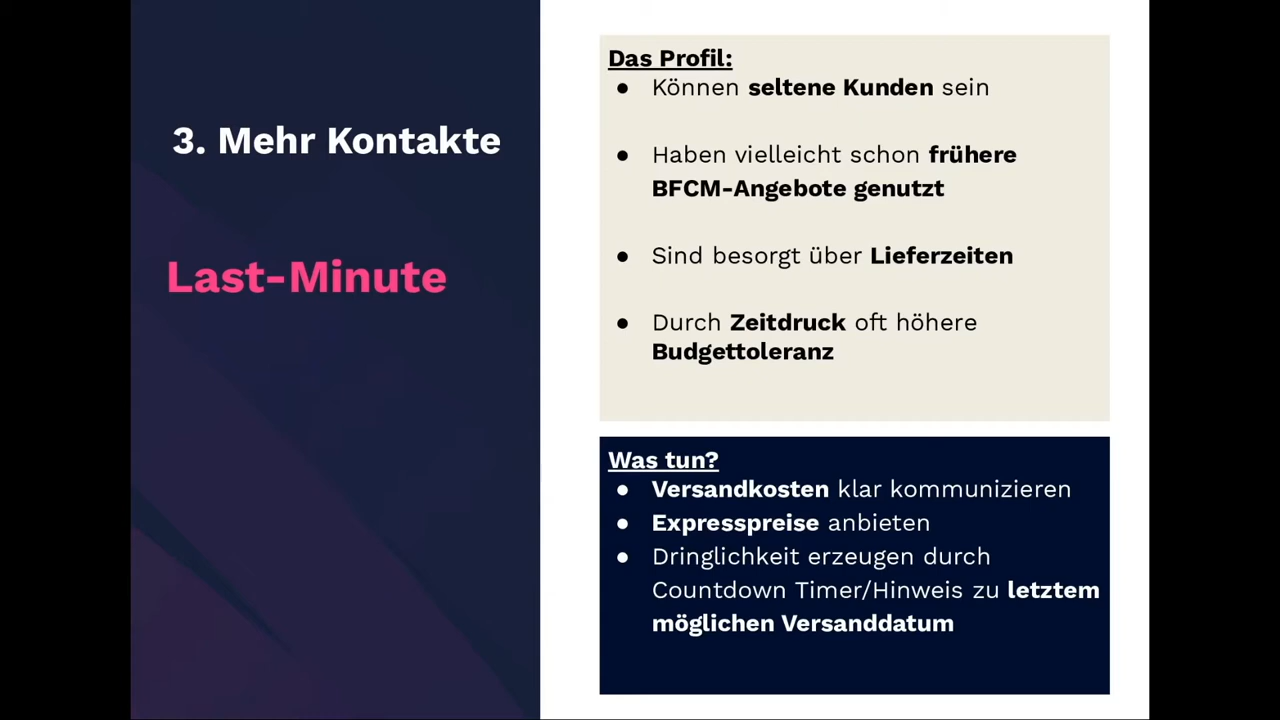 3. Mehr Kontakte
Last-Minute
Das Profil:
● Können seltene Kunden sein
● Haben vielleicht schon frühere
BFCM-Angebote genutzt
● Sind besorgt über Lieferzeiten
● Durch Zeitdruck oft höhere
Budgettoleranz
Was tun?
● Versandkosten klar kommunizieren
● Expresspreise anbieten
● Dringlichkeit erzeugen durch
Countdown Timer/Hinweis zu letztem
möglichen Versanddatum